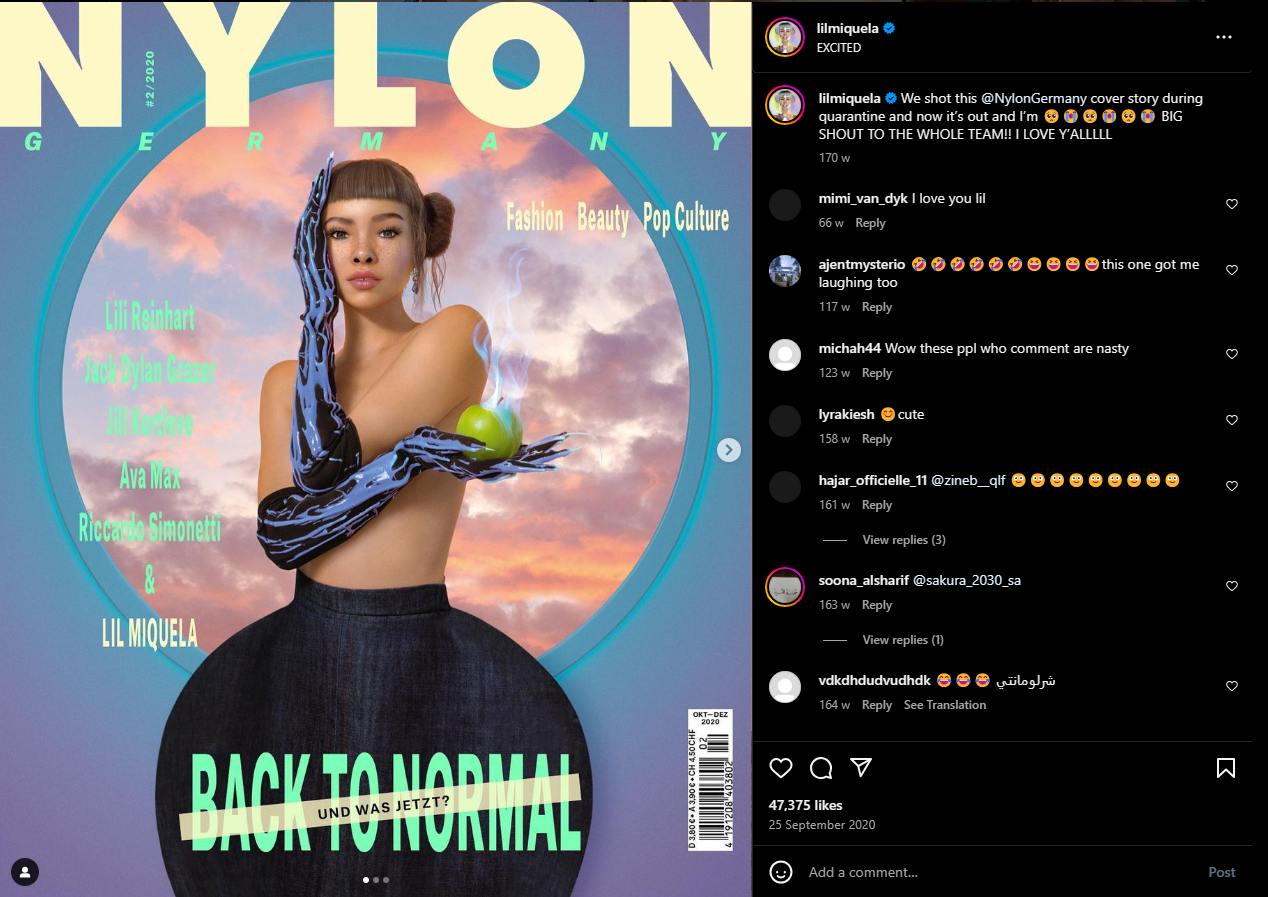 NYLON
#2/2020
GERMANY
Fashion Beauty Pop Culture
Lili Reinhart
Jack Dylan Grazer
Jill Kortleve
Ava Max
Riccardo Simonetti
&
LIL MIQUELA
BACK TO NORMAL
UND WAS JETZT?
OKT—DEZ
2020
02
D 3,80 € • A 3,90 € • CH 4,50 CHF
4 191208 403802
lilmiquela
EXCITED
lilmiquela We shot this @NylonGermany cover story during
quarantine and now it's out and I'm 🥺😭🥺😭🥺😭 BIG
SHOUT TO THE WHOLE TEAM!! I LOVE Y'ALLLLL
170 w
mimi_van_dyk I love you lil
66 w Reply
ajentmysterio 🤣🤣🤣🤣🤣🤣😆😆😆😆this one got me
laughing too
117 w Reply
michah44 Wow these ppl who comment are nasty
123 w Reply
lyrakiesh 😊cute
158 w Reply
hajar_officielle_11 @zineb__qlf 🙄🙄🙄🙄🙄🙄🙄🙄🙄
161 w Reply
View replies (3)
soona_alsharif @sakura_2030_sa
163 w Reply
View replies (1)
vdkdhdudvudhdk 😂😂😂 شرلومانتي
164 w Reply See Translation
47,375 likes
25 September 2020
Add a comment...
Post